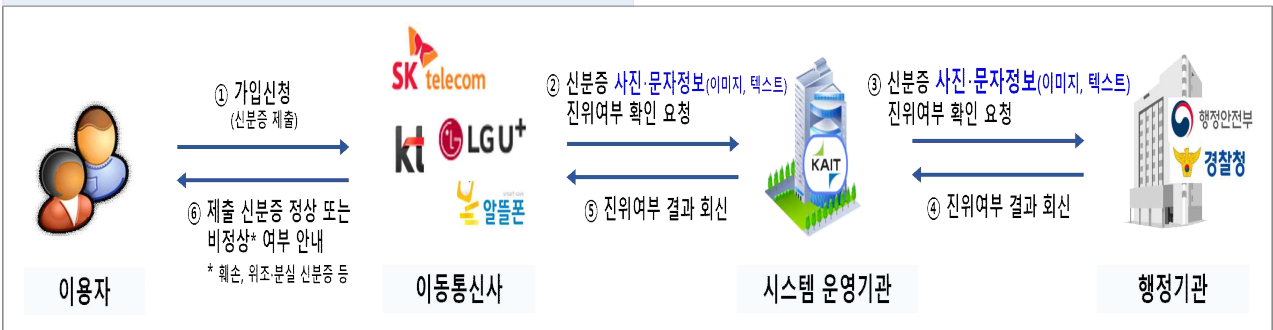 ① 가입신청
(신분증 제출)
⑥ 제출 신분증 정상 또는
비정상* 여부 안내
* 훼손, 위조·분실 신분증 등
이용자
SK telecom
kt
LG U+
알뜰폰
이동통신사
② 신분증 사진·문자정보(이미지, 텍스트)
진위여부 확인 요청
⑤ 진위여부 결과 회신
KAIT
시스템 운영기관
③ 신분증 사진·문자정보(이미지, 텍스트)
진위여부 확인 요청
④ 진위여부 결과 회신
행정안전부
경찰청
행정기관